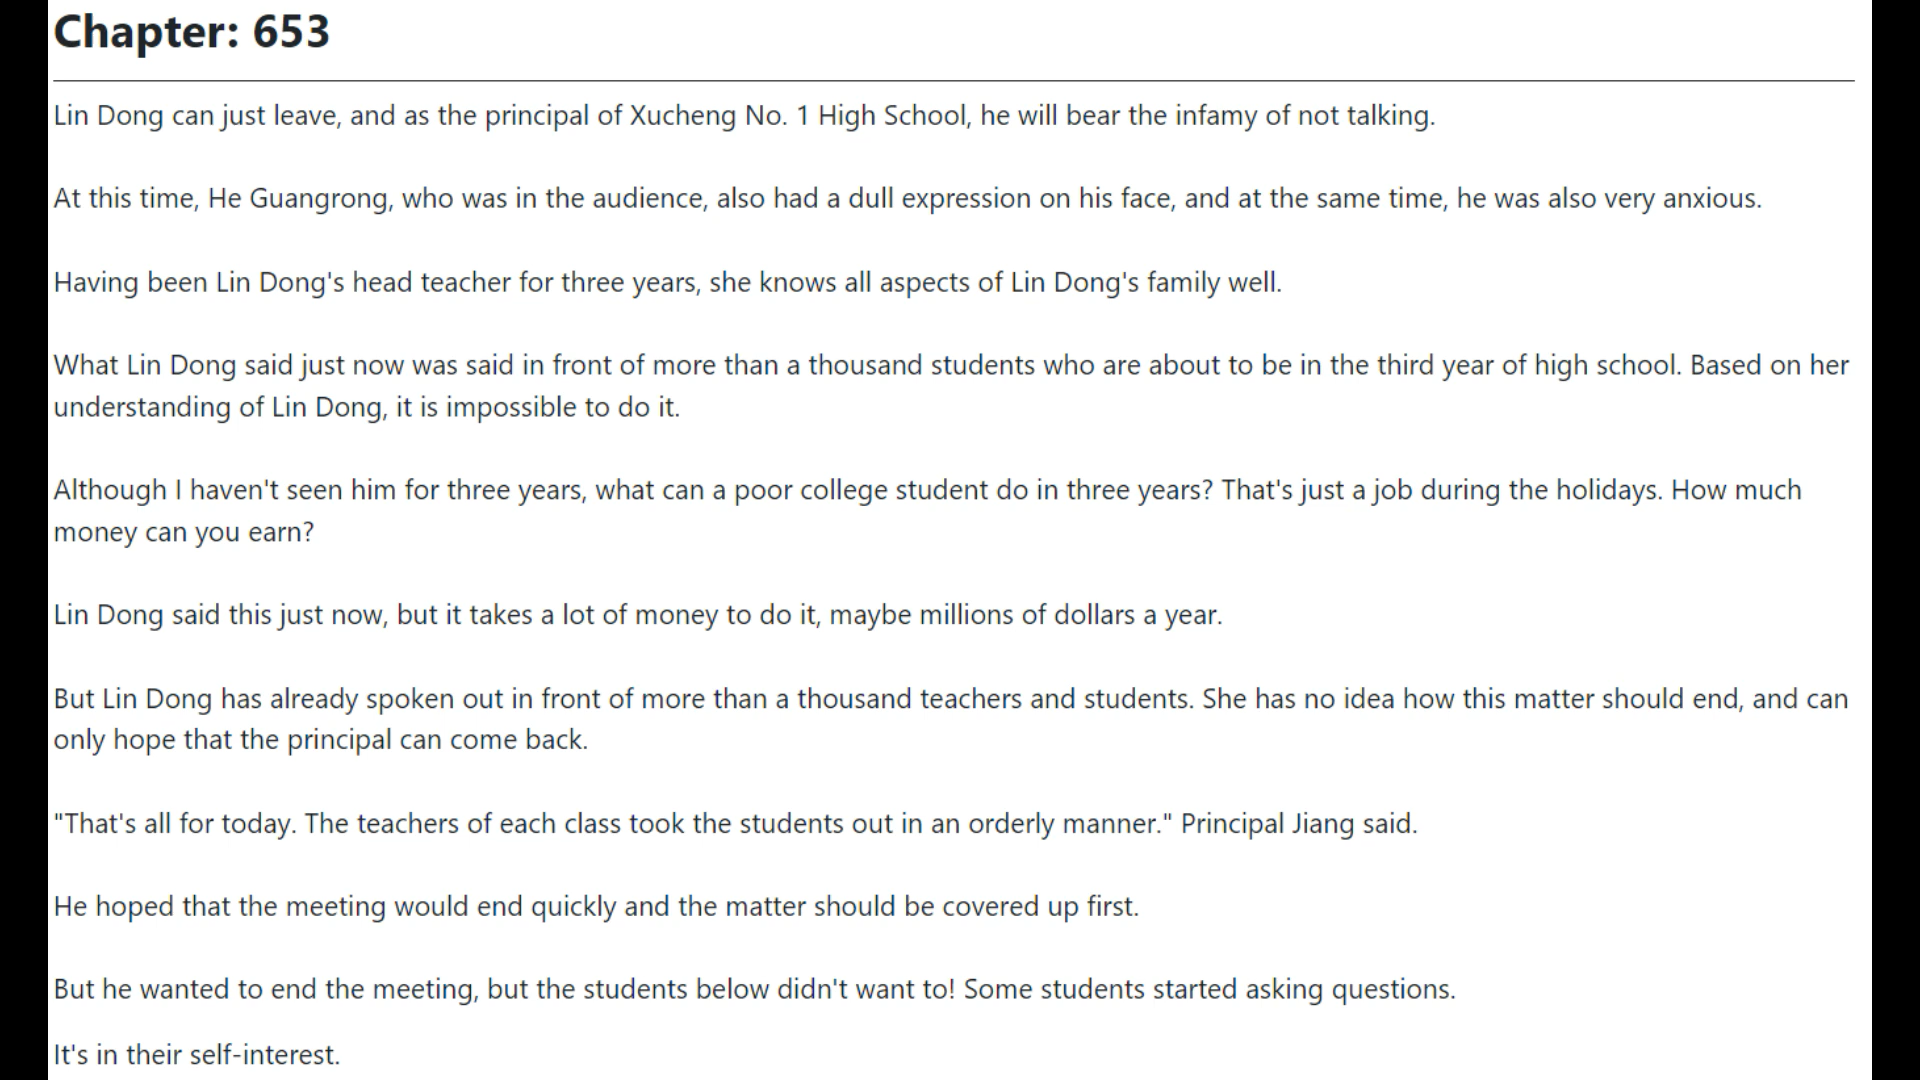 Chapter: 653
Lin Dong can just leave, and as the principal of Xucheng No. 1 High School, he will bear the infamy of not talking.
At this time, He Guangrong, who was in the audience, also had a dull expression on his face, and at the same time, he was also very anxious.
Having been Lin Dong's head teacher for three years, she knows all aspects of Lin Dong's family well.
What Lin Dong said just now was said in front of more than a thousand students who are about to be in the third year of high school. Based on her
understanding of Lin Dong, it is impossible to do it.
Although I haven't seen him for three years, what can a poor college student do in three years? That's just a job during the holidays. How much
money can you earn?
Lin Dong said this just now, but it takes a lot of money to do it, maybe millions of dollars a year.
But Lin Dong has already spoken out in front of more than a thousand teachers and students. She has no idea how this matter should end, and can
only hope that the principal can come back.
"That's all for today. The teachers of each class took the students out in an orderly manner." Principal Jiang said.
He hoped that the meeting would end quickly and the matter should be covered up first.
But he wanted to end the meeting, but the students below didn't want to! Some students started asking questions.
It's in their self-interest.